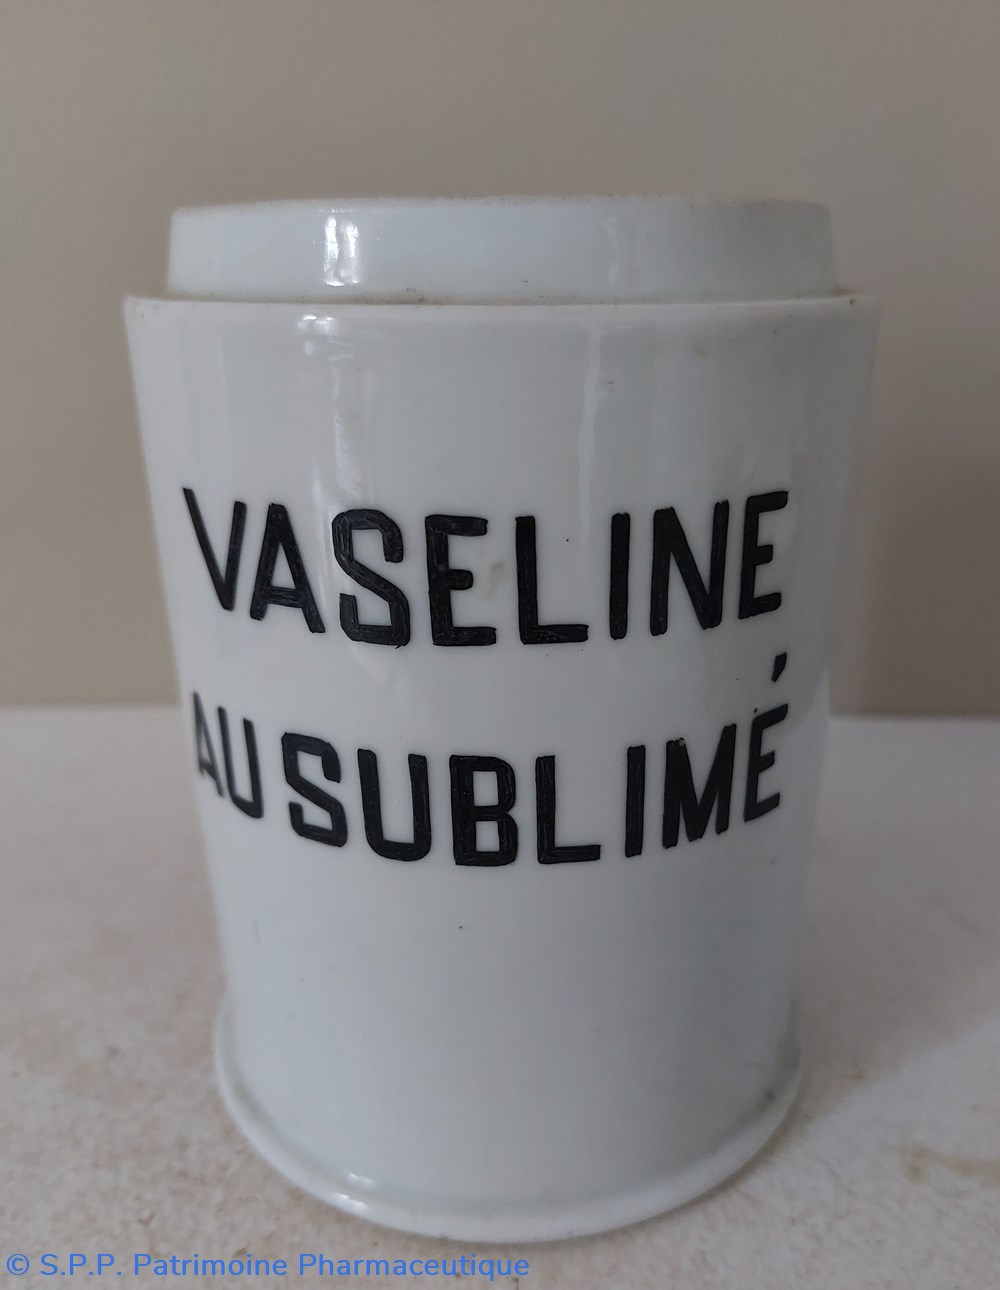 VASELINE
AU SUBLIMÉ
© S.P.P. Patrimoine Pharmaceutique